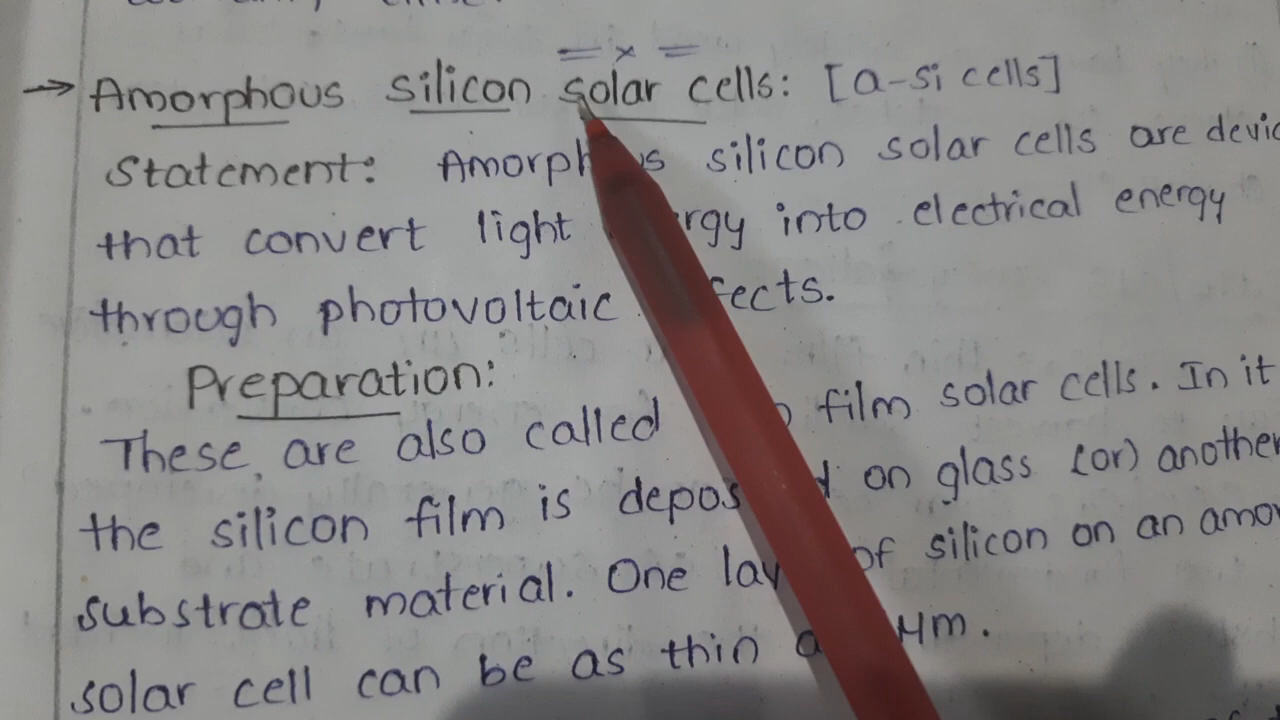 → Amorphous silicon solar cells: [a-si cells]
Statement: Amorph us silicon solar cells are devic
that convert light rgy into electrical energy
through photovoltaic fects.
Preparation:
These are also called film solar cells. In it
the silicon film is depos d on glass (or) another
substrate material. One lay of silicon on an amor
solar cell can be as thin a μm.